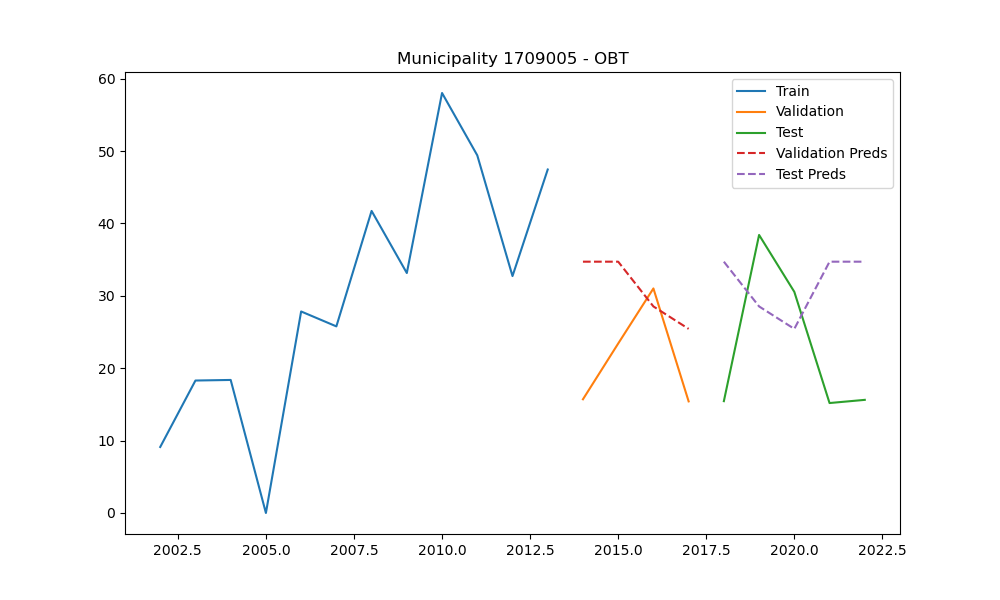 Municipality 1709005 - OBT
60
50
40
30
20
10
0
2002.5 2005.0 2007.5 2010.0 2012.5 2015.0 2017.5 2020.0 2022.5
Train
Validation
Test
Validation Preds
Test Preds